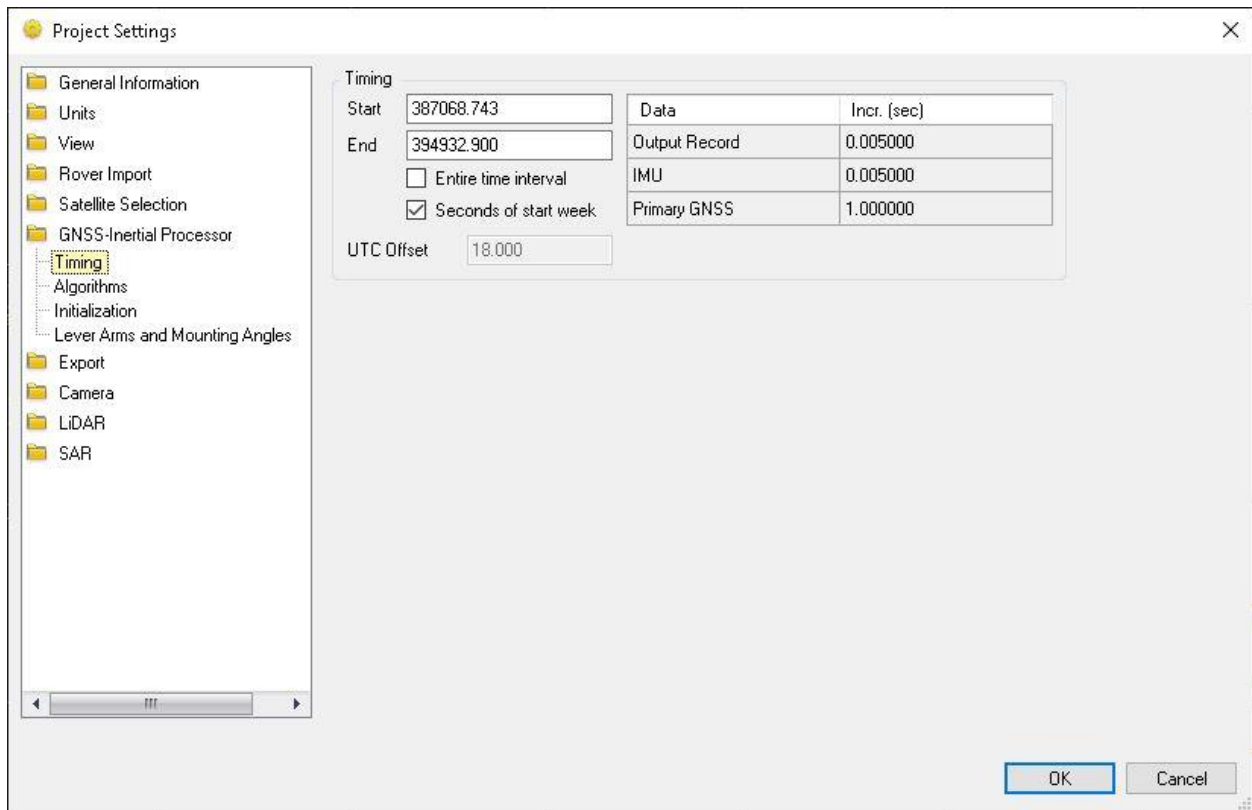 Project Settings
General Information
Units
View
Rover Import
Satellite Selection
GNSS-Inertial Processor
Timing
Algorithms
Initialization
Lever Arms and Mounting Angles
Export
Camera
LiDAR
SAR
Timing
Start 387068.743
End 394932.900
Entire time interval
Seconds of start week
UTC Offset 18.000
Data Incr. (sec)
Output Record 0.005000
IMU 0.005000
Primary GNSS 1.000000
OK Cancel